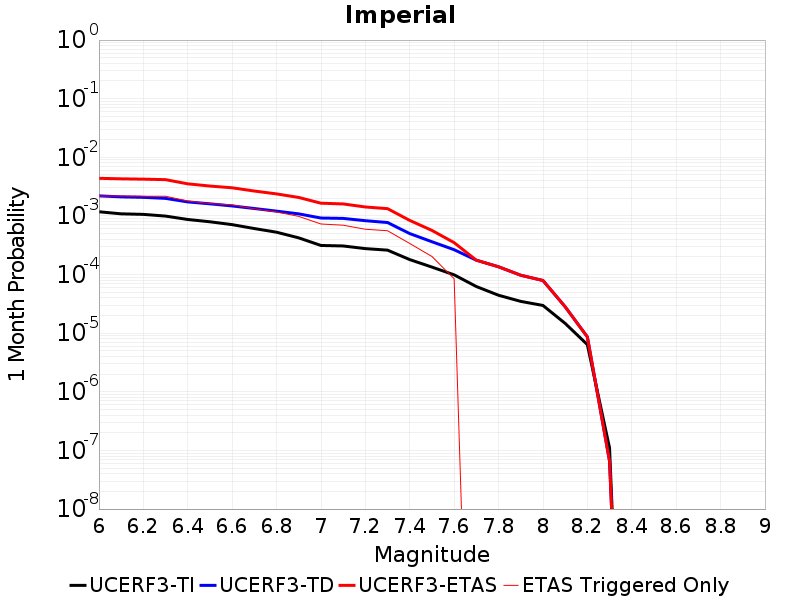 Imperial
10^0
10^-1
10^-2
10^-3
10^-4
10^-5
10^-6
10^-7
10^-8
1 Month Probability
6 6.2 6.4 6.6 6.8 7 7.2 7.4 7.6 7.8 8 8.2 8.4 8.6 8.8 9
Magnitude
UCERF3-TI UCERF3-TD UCERF3-ETAS ETAS Triggered Only